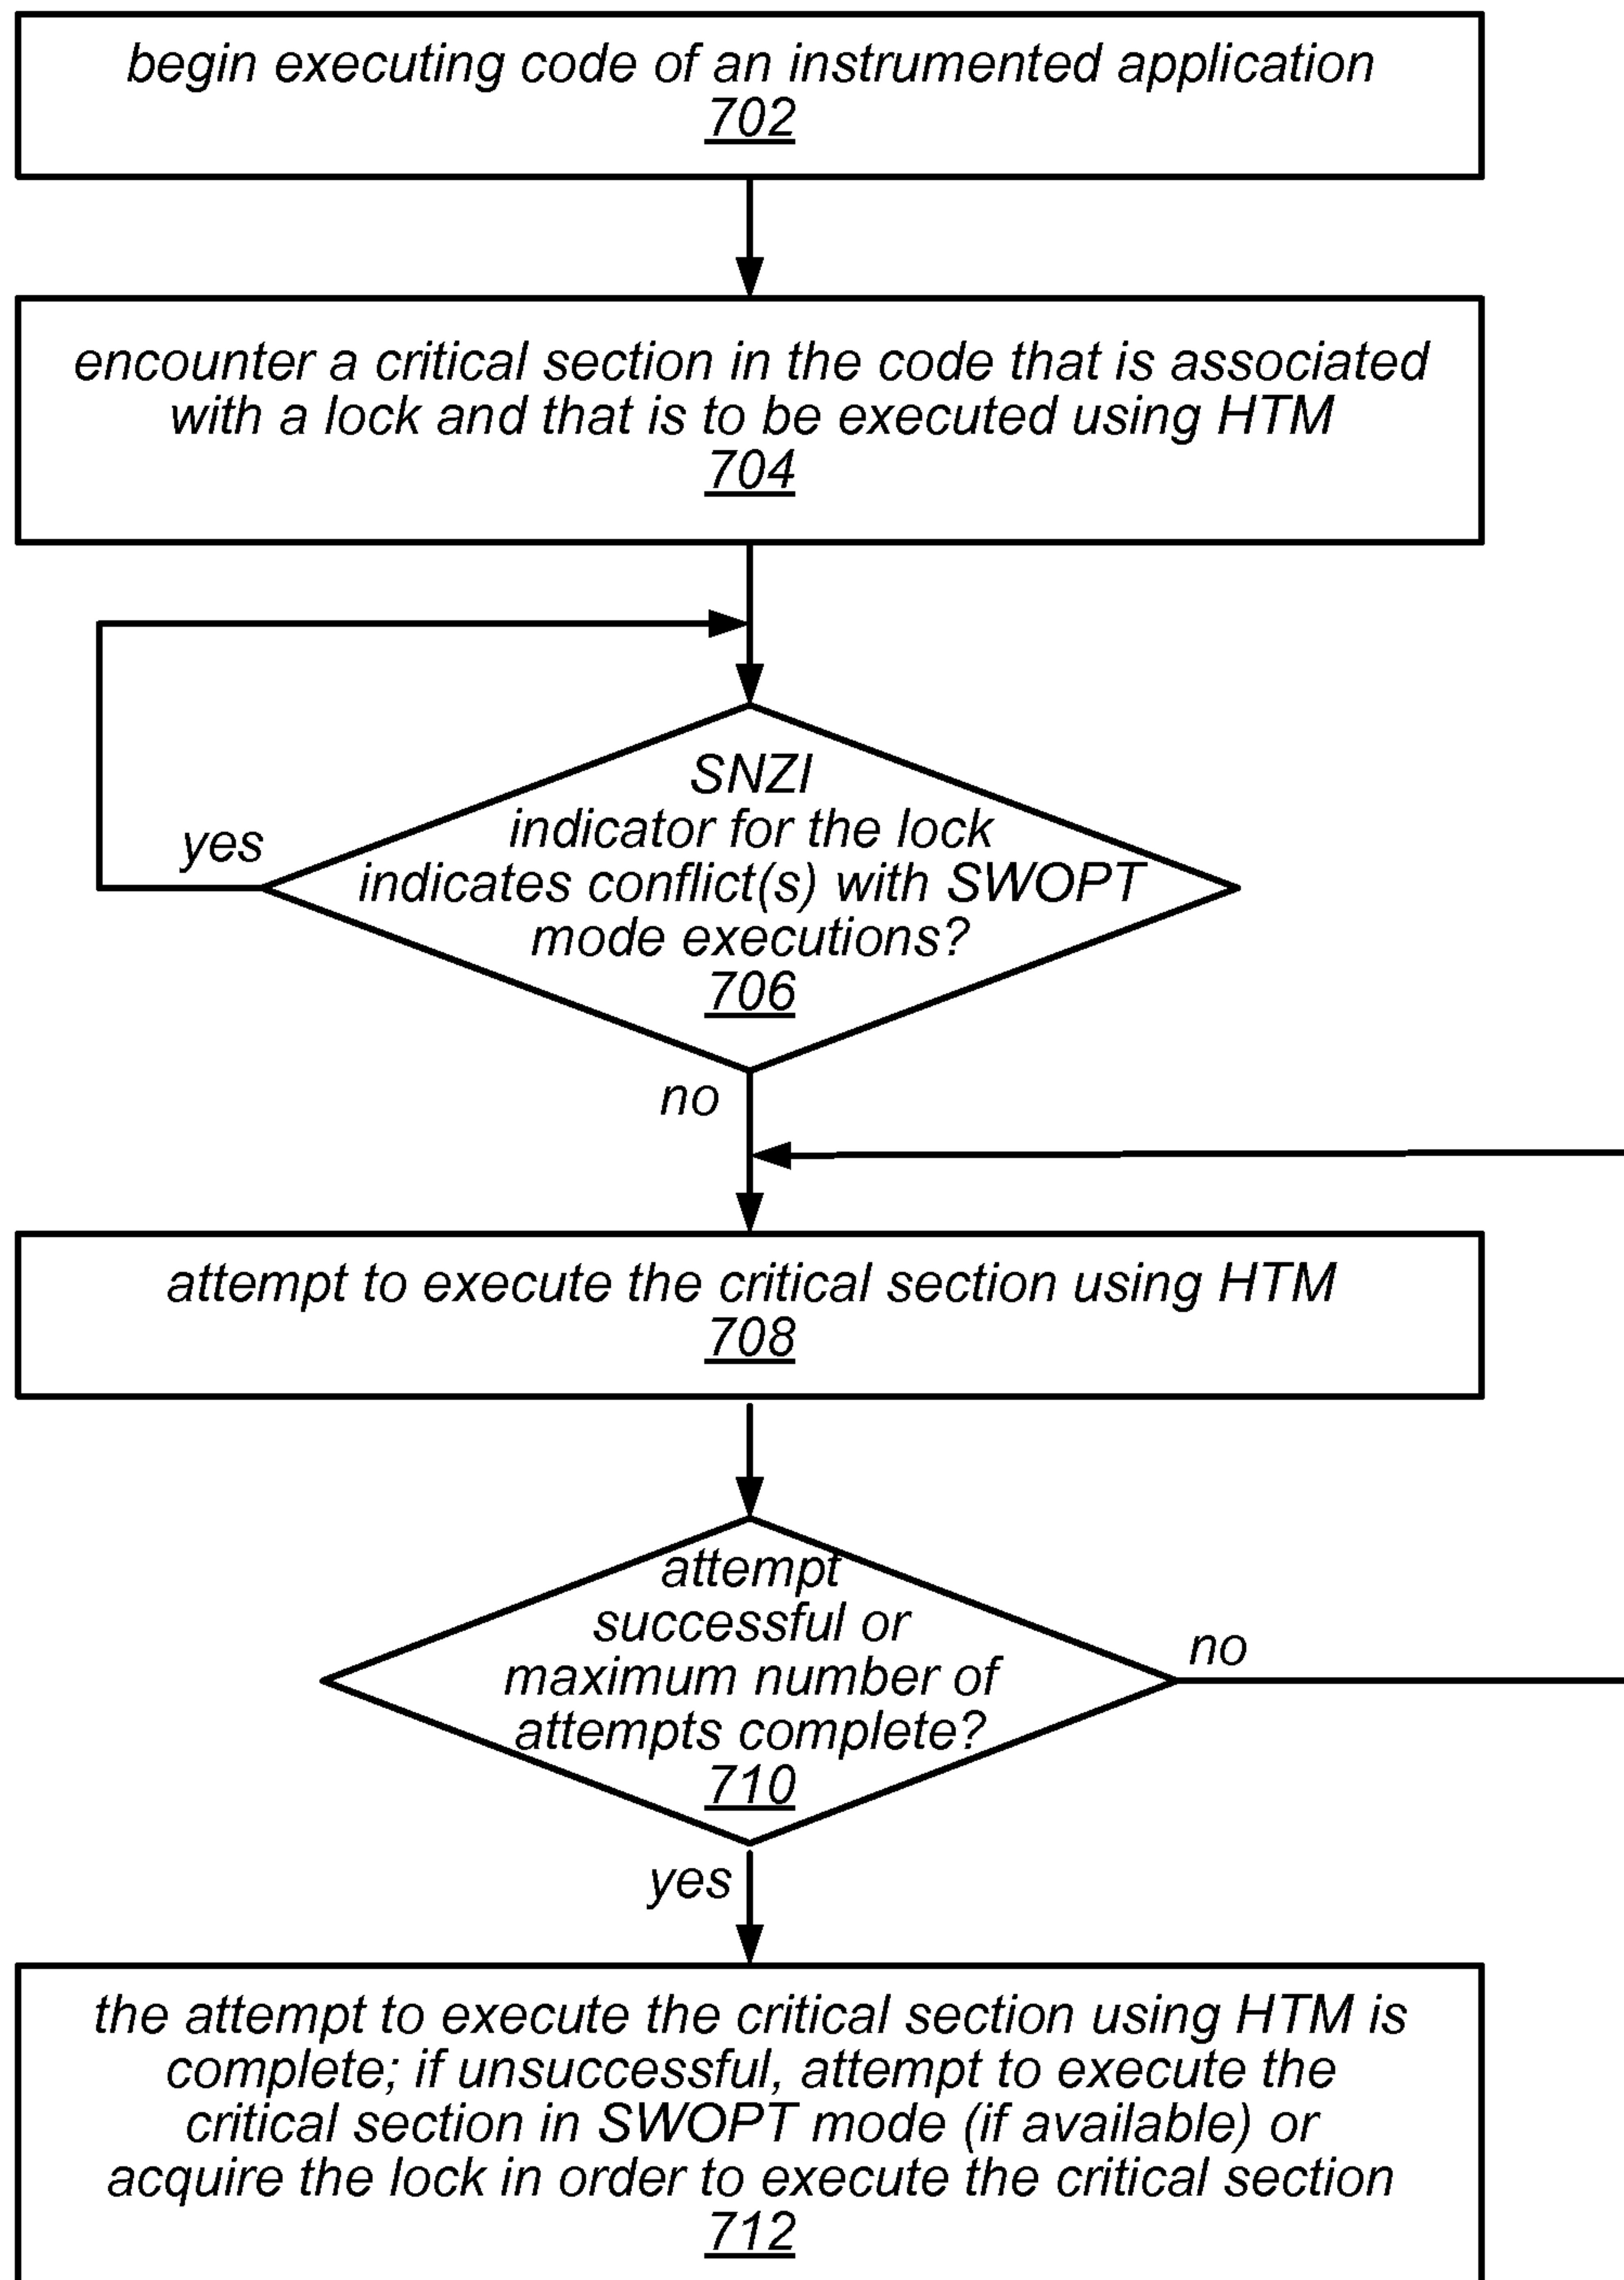 begin executing code of an instrumented application
702
encounter a critical section in the code that is associated
with a lock and that is to be executed using HTM
704
SNZI
indicator for the lock
indicates conflict(s) with SWOPT
mode executions?
706
yes
no
attempt to execute the critical section using HTM
708
attempt
successful or
maximum number of
attempts complete?
710
no
yes
the attempt to execute the critical section using HTM is
complete; if unsuccessful, attempt to execute the
critical section in SWOPT mode (if available) or
acquire the lock in order to execute the critical section
712